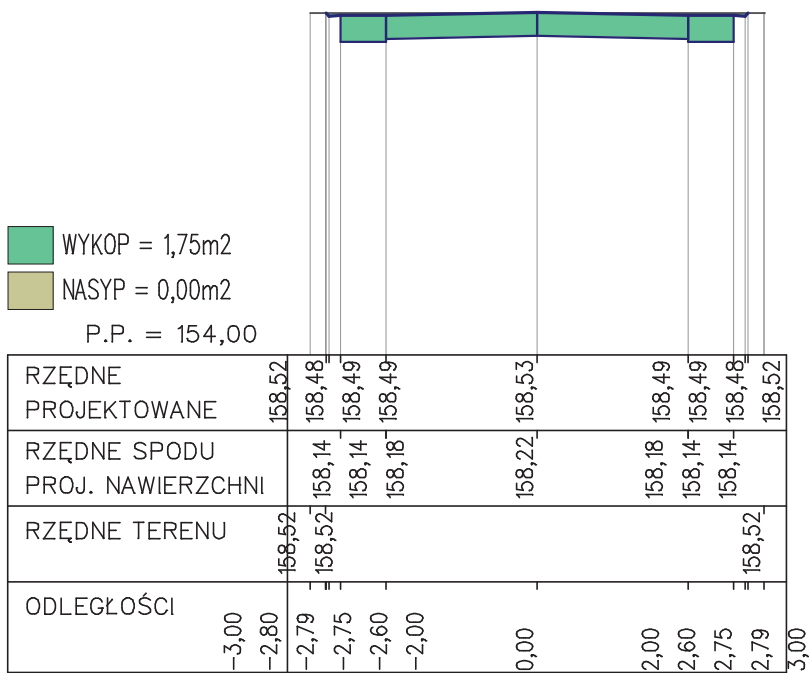 WYKOP = 1,75m2
NASYP = 0,00m2
P.P. = 154,00
RZĘDNE
PROJEKTOWANE
158,52 158,48 158,49 158,49 158,53 158,49 158,49 158,48 158,52
RZĘDNE SPODU
PROJ. NAWIERZCHNI
158,14 158,14 158,18 158,22 158,18 158,14 158,14
RZĘDNE TERENU
158,52 158,52 158,52
ODLEGŁOŚCI
-3,00 -2,80 -2,79 -2,75 -2,60 -2,00 0,00 2,00 2,60 2,75 2,79 3,00